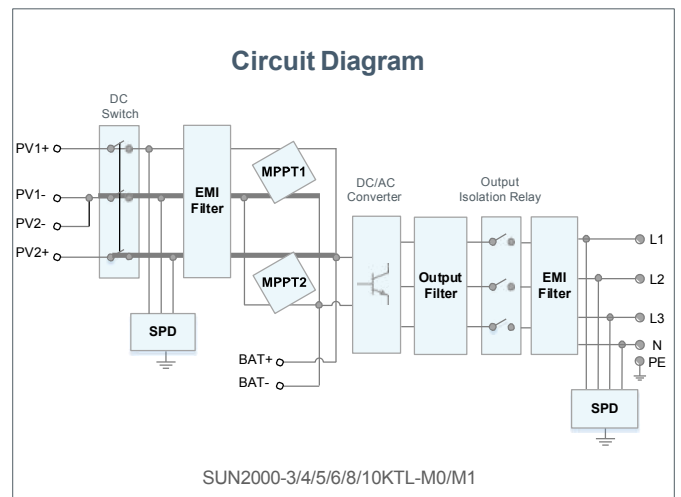 Circuit Diagram
DC
Switch
PV1+
PV1-
PV2-
PV2+
EMI
Filter
MPPT1
MPPT2
SPD
BAT+
BAT-
DC/AC
Converter
Output
Filter
Output
Isolation Relay
EMI
Filter
L1
L2
L3
N
PE
SPD
SUN2000-3/4/5/6/8/10KTL-M0/M1